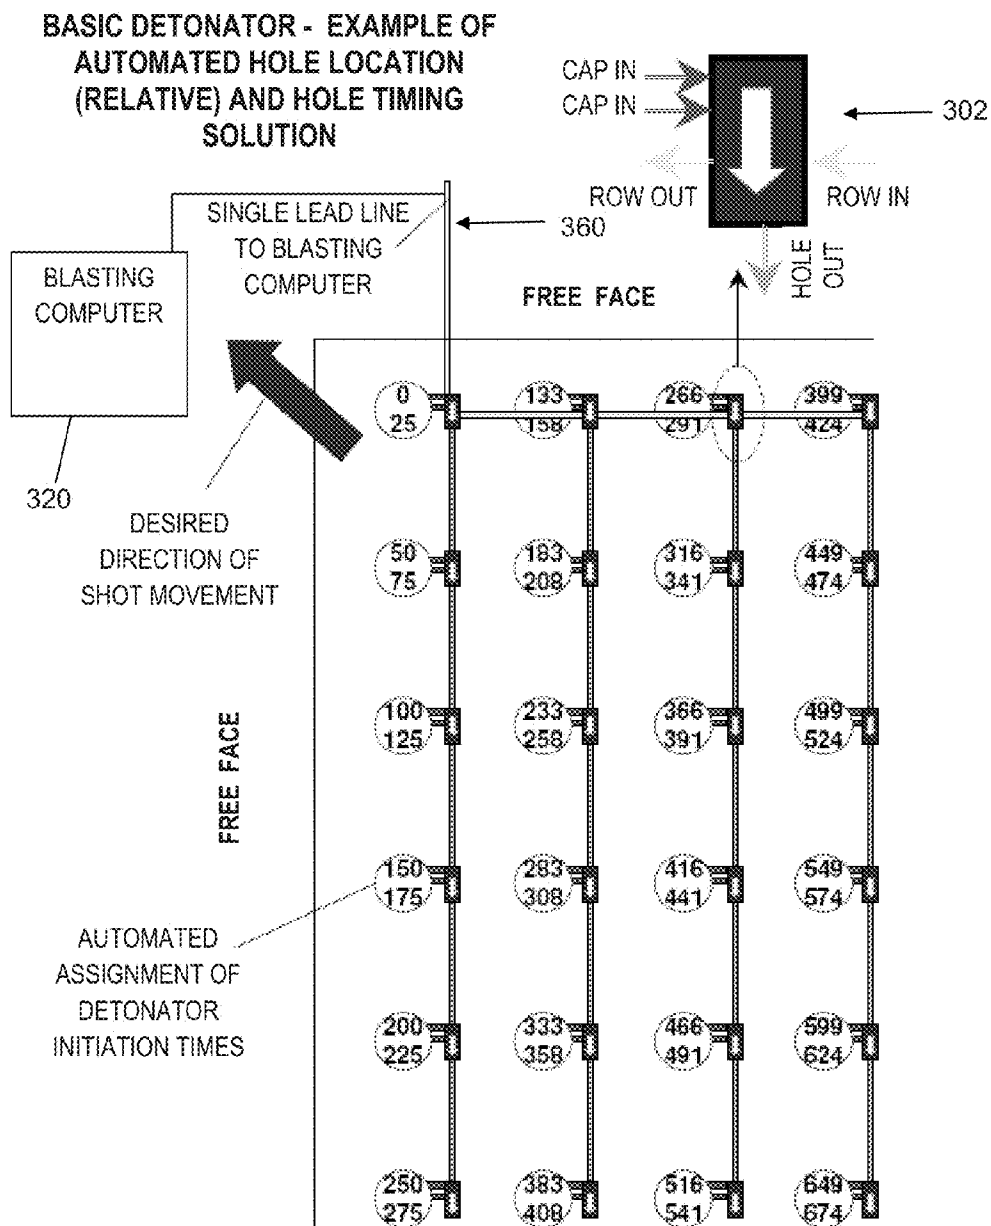 BASIC DETONATOR - EXAMPLE OF
AUTOMATED HOLE LOCATION
(RELATIVE) AND HOLE TIMING
SOLUTION
CAP IN
CAP IN
302
ROW OUT
ROW IN
HOLE
OUT
SINGLE LEAD LINE
TO BLASTING
COMPUTER
360
BLASTING
COMPUTER
FREE FACE
320
DESIRED
DIRECTION OF
SHOT MOVEMENT
FREE FACE
AUTOMATED
ASSIGNMENT OF
DETONATOR
INITIATION TIMES
0 133 266 399
25 158 291 424
50 183 316 449
75 208 341 474
100 233 366 499
125 258 391 524
150 283 416 549
175 308 441 574
200 333 466 599
225 358 491 624
250 383 516 649
275 408 541 674